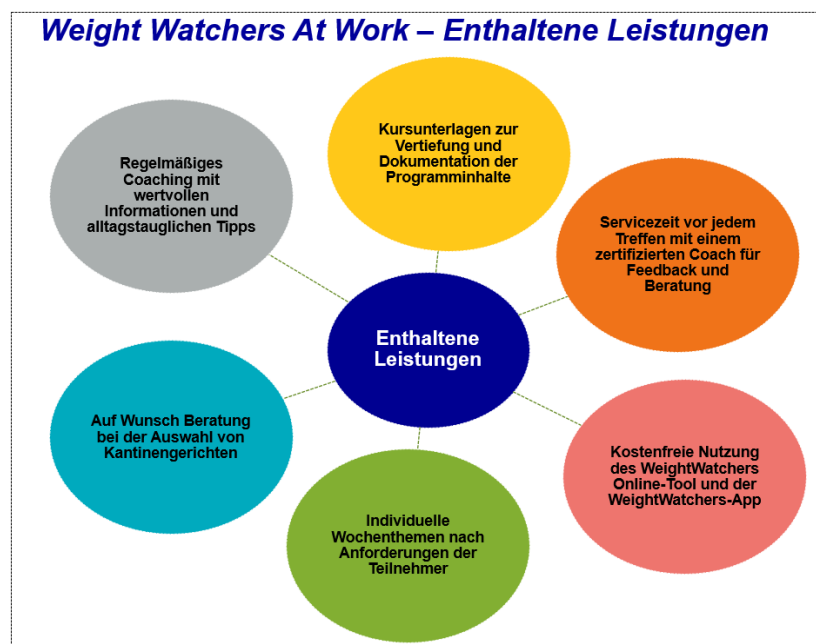 Weight Watchers At Work – Enthaltene Leistungen
Kursunterlagen zur
Vertiefung und
Dokumentation der
Programminhalte
Regelmäßiges
Coaching mit
wertvollen
Informationen und
alltagstauglichen Tipps
Servicezeit vor jedem
Treffen mit einem
zertifizierten Coach für
Feedback und
Beratung
Enthaltene
Leistungen
Auf Wunsch Beratung
bei der Auswahl von
Kantinengerichten
Kostenfreie Nutzung
des WeightWatchers
Online-Tool und der
WeightWatchers-App
Individuelle
Wochenthemen nach
Anforderungen der
Teilnehmer